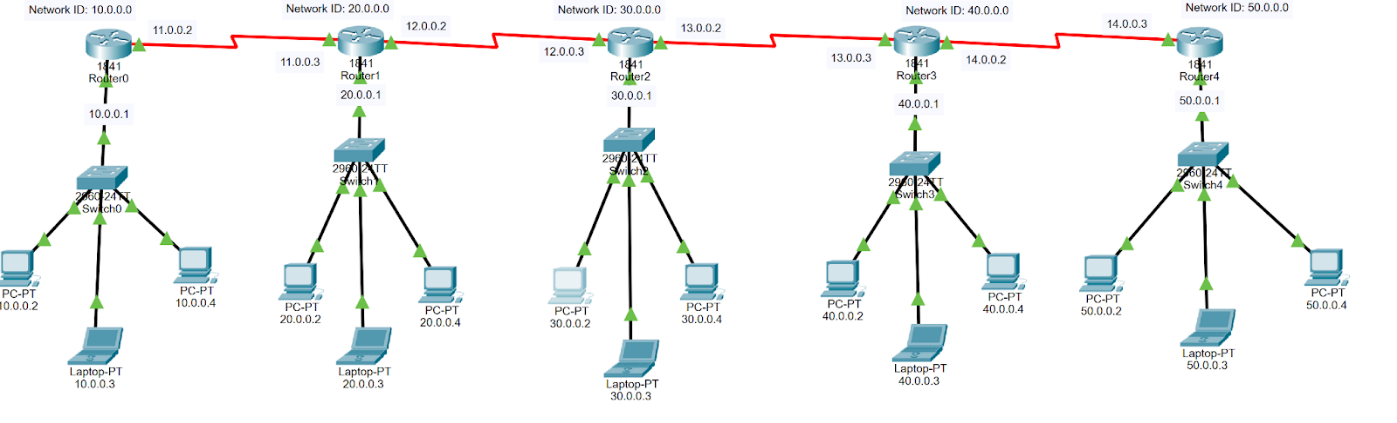 Network ID: 10.0.0.0
Network ID: 20.0.0.0
Network ID: 30.0.0.0
Network ID: 40.0.0.0
Network ID: 50.0.0.0
11.0.0.2
11.0.0.3
12.0.0.2
12.0.0.3
13.0.0.2
13.0.0.3
14.0.0.2
14.0.0.3
1841
Router0
1841
Router1
1841
Router2
1841
Router3
1841
Router4
10.0.0.1
20.0.0.1
30.0.0.1
40.0.0.1
50.0.0.1
2960-24TT
Switch0
2960-24TT
Switch1
2960-24TT
Switch2
2960-24TT
Switch3
2960-24TT
Switch4
PC-PT
10.0.0.2
Laptop-PT
10.0.0.3
PC-PT
10.0.0.4
PC-PT
20.0.0.2
Laptop-PT
20.0.0.3
PC-PT
20.0.0.4
PC-PT
30.0.0.2
Laptop-PT
30.0.0.3
PC-PT
30.0.0.4
PC-PT
40.0.0.2
Laptop-PT
40.0.0.3
PC-PT
40.0.0.4
PC-PT
50.0.0.2
Laptop-PT
50.0.0.3
PC-PT
50.0.0.4